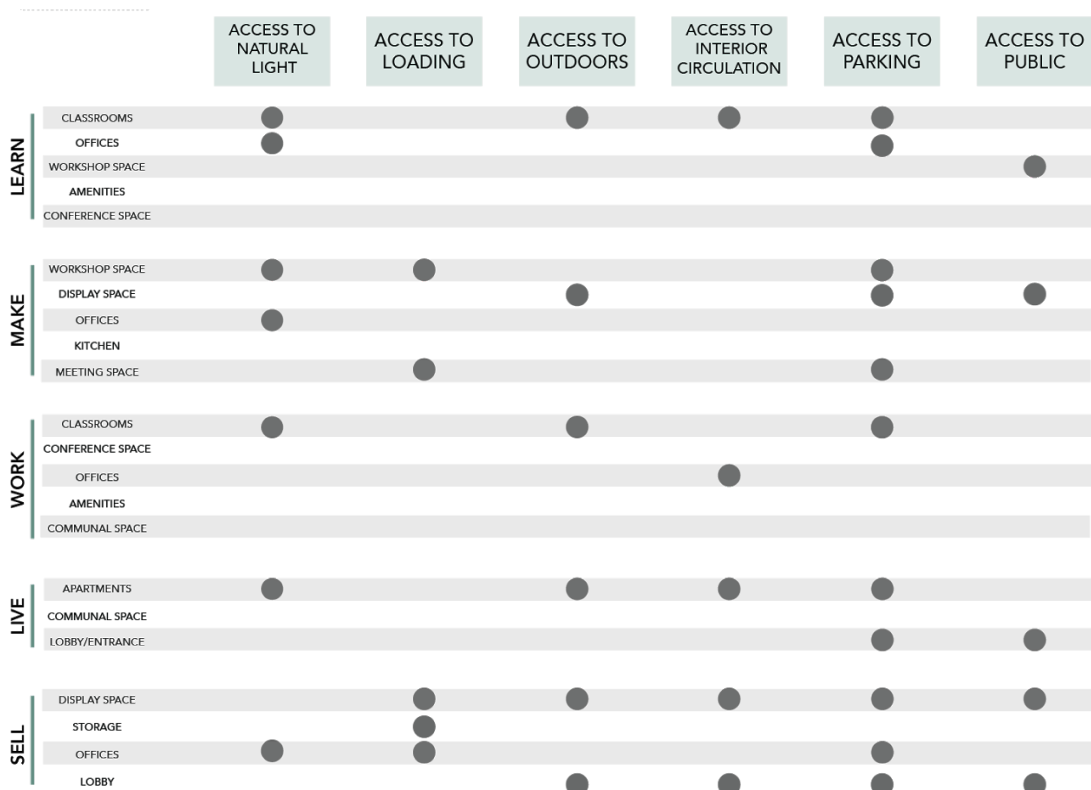 ACCESS TO
NATURAL
LIGHT
ACCESS TO
LOADING
ACCESS TO
OUTDOORS
ACCESS TO
INTERIOR
CIRCULATION
ACCESS TO
PARKING
ACCESS TO
PUBLIC
LEARN
CLASSROOMS
OFFICES
WORKSHOP SPACE
AMENITIES
CONFERENCE SPACE
MAKE
WORKSHOP SPACE
DISPLAY SPACE
OFFICES
KITCHEN
MEETING SPACE
WORK
CLASSROOMS
CONFERENCE SPACE
OFFICES
AMENITIES
COMMUNAL SPACE
LIVE
APARTMENTS
COMMUNAL SPACE
LOBBY/ENTRANCE
SELL
DISPLAY SPACE
STORAGE
OFFICES
LOBBY